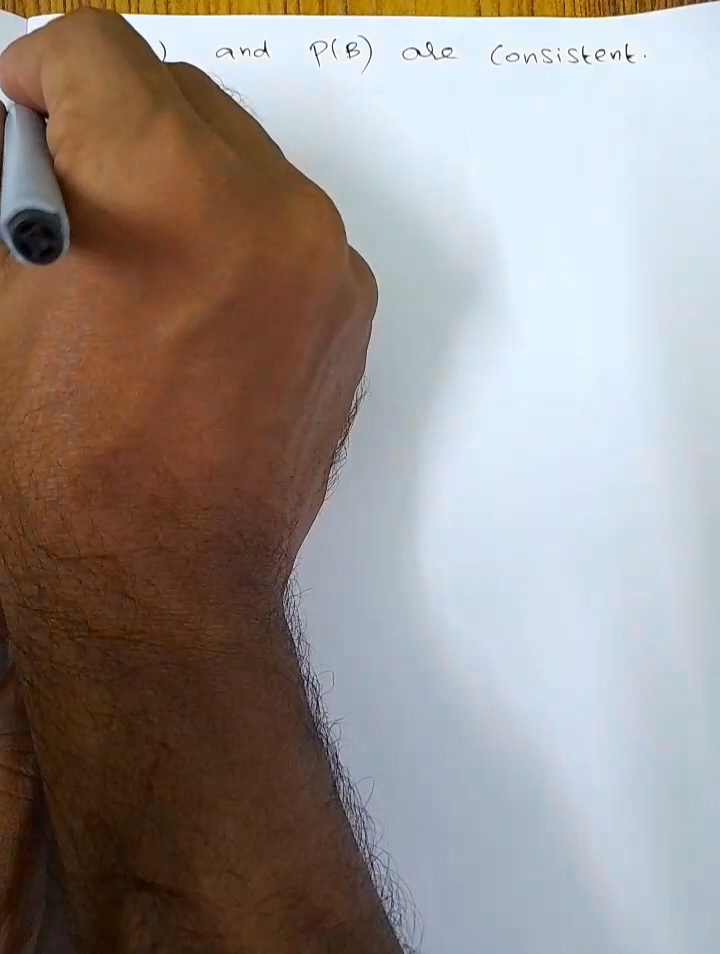 ) and P(B) are consistent.